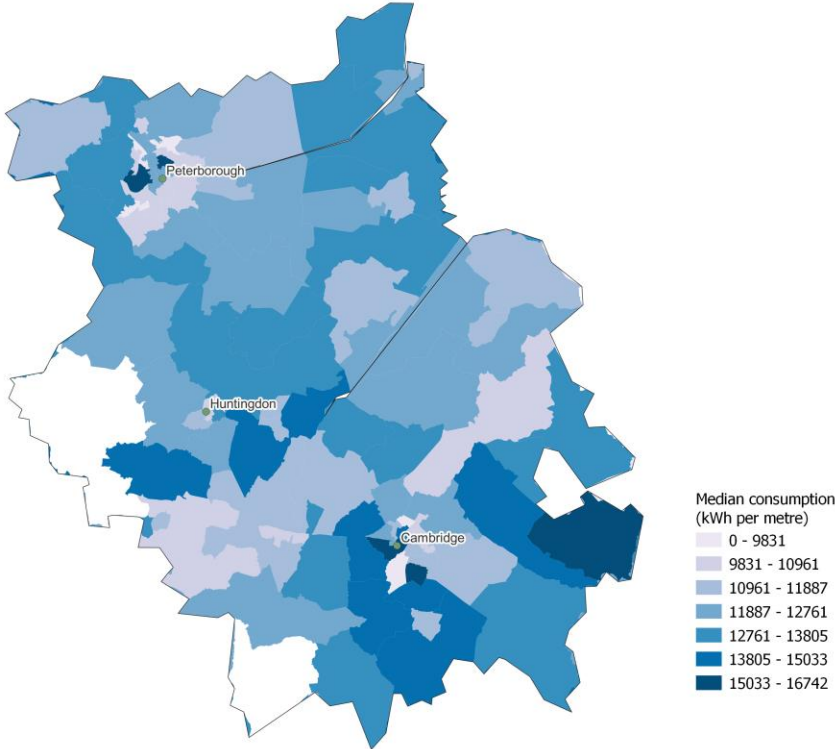 Peterborough
Huntingdon
Cambridge
Median consumption
(kWh per metre)
0 - 9831
9831 - 10961
10961 - 11887
11887 - 12761
12761 - 13805
13805 - 15033
15033 - 16742